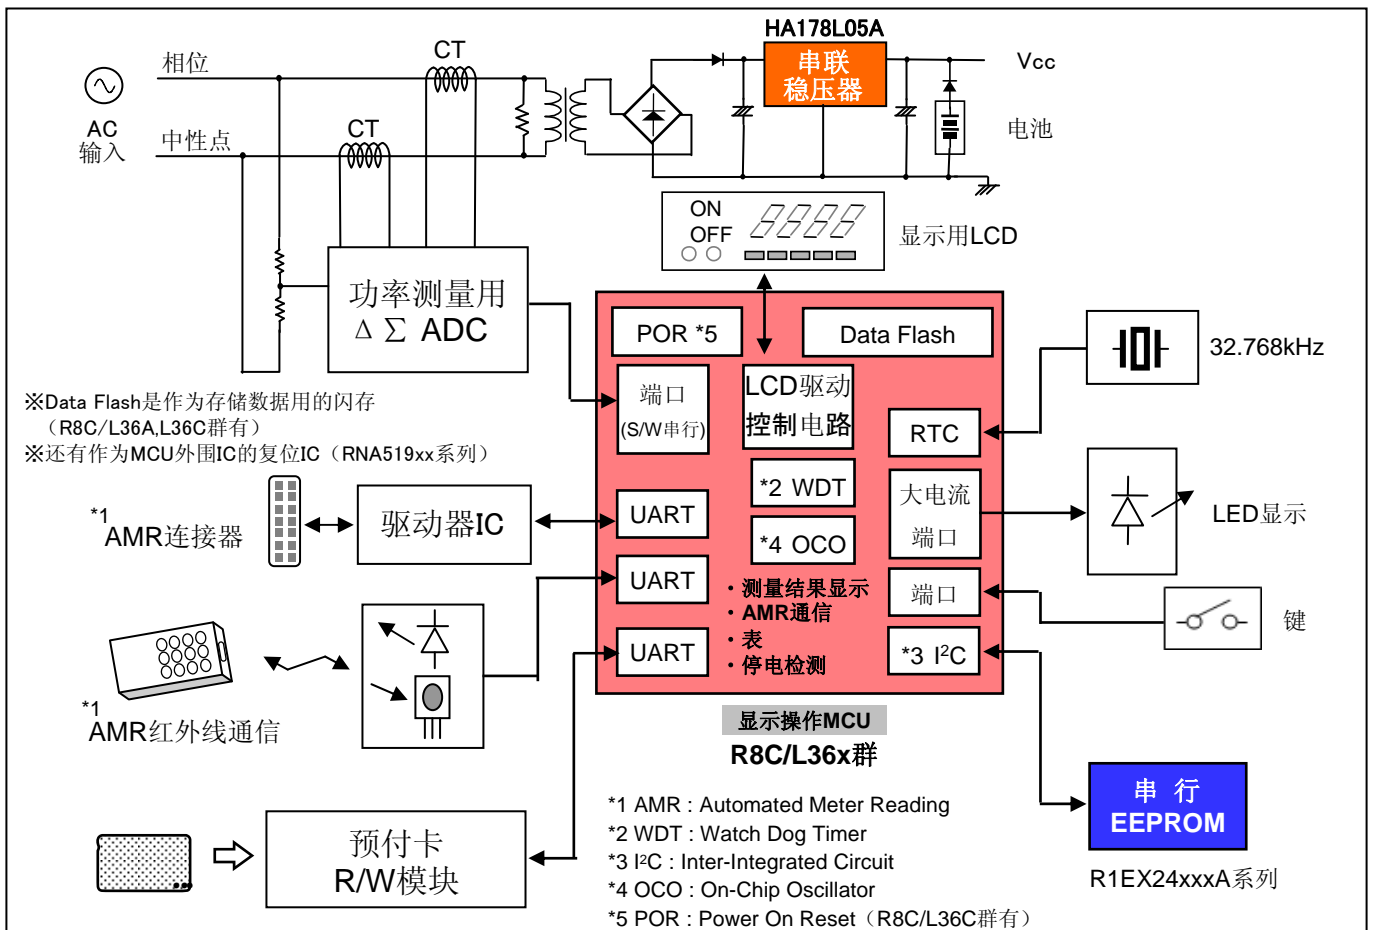 HA178L05A
相位
CT
串联
稳压器
Vcc
AC
输入
中性点
CT
电池
ON
OFF
显示用LCD
功率测量用
Δ Σ ADC
POR *5
Data Flash
32.768kHz
端口
(S/W串行)
LCD驱动
控制电路
RTC
※Data Flash是作为存储数据用的闪存
（R8C/L36A,L36C群有）
※还有作为MCU外围IC的复位IC（RNA519xx系列）
*2 WDT
大电流
端口
LED显示
*1
AMR连接器
驱动器IC
UART
*4 OCO
UART
・测量结果显示
・AMR通信
・表
・停电检测
端口
键
UART
*3 I²C
*1
AMR红外线通信
显示操作MCU
R8C/L36x群
串 行
EEPROM
R1EX24xxxA系列
预付卡
R/W模块
*1 AMR : Automated Meter Reading
*2 WDT : Watch Dog Timer
*3 I²C : Inter-Integrated Circuit
*4 OCO : On-Chip Oscillator
*5 POR : Power On Reset（R8C/L36C群有）